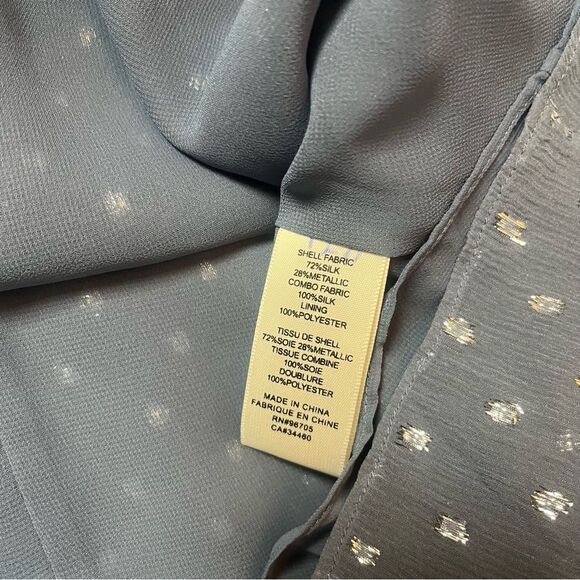 SHELL FABRIC
72%SILK
28%METALLIC
COMBO FABRIC
100%SILK
LINING
100%POLYESTER
TISSU DE SHELL
72%SOIE 28%METALLIC
TISSUE COMBINE
100%SOIE
DOUBLURE
100%POLYESTER
MADE IN CHINA
FABRIQUE EN CHINE
RN#96705
CA#34460